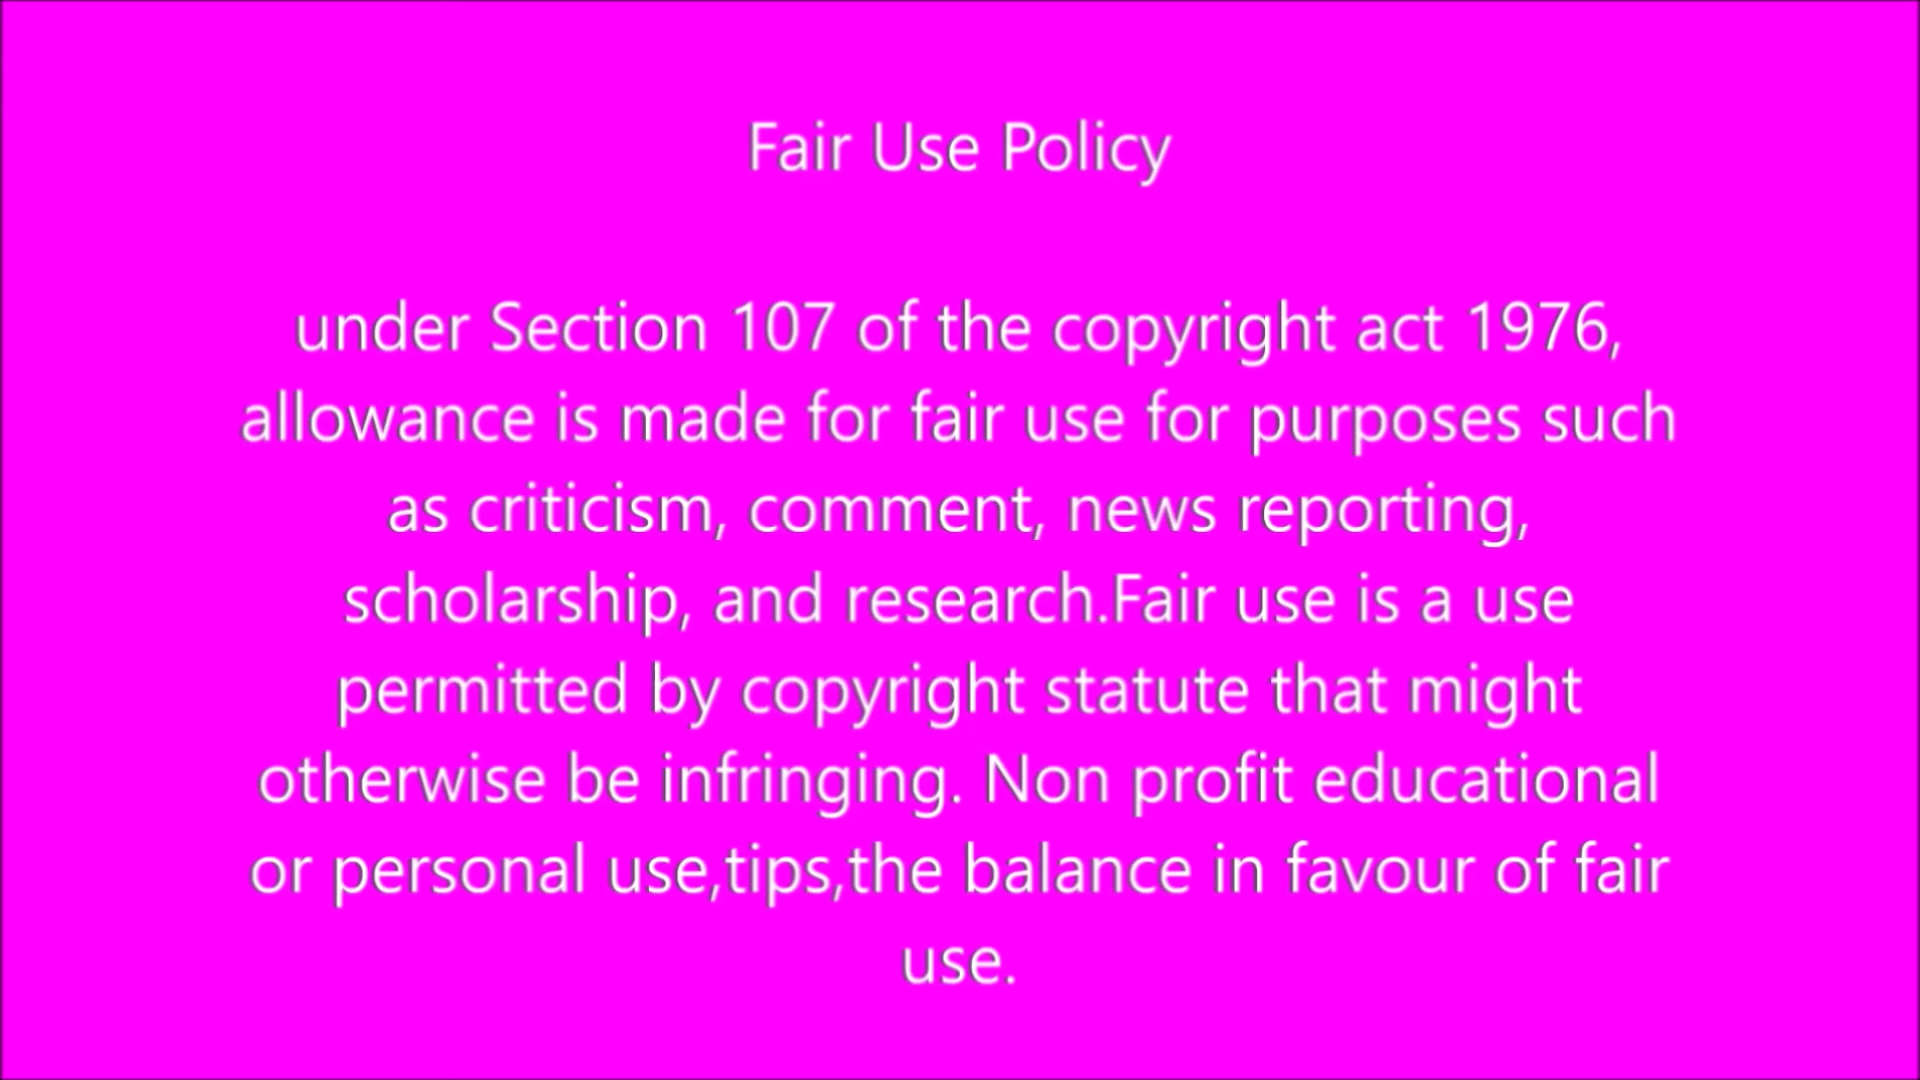 Fair Use Policy
under Section 107 of the copyright act 1976,
allowance is made for fair use for purposes such
as criticism, comment, news reporting,
scholarship, and research.Fair use is a use
permitted by copyright statute that might
otherwise be infringing. Non profit educational
or personal use,tips,the balance in favour of fair
use.